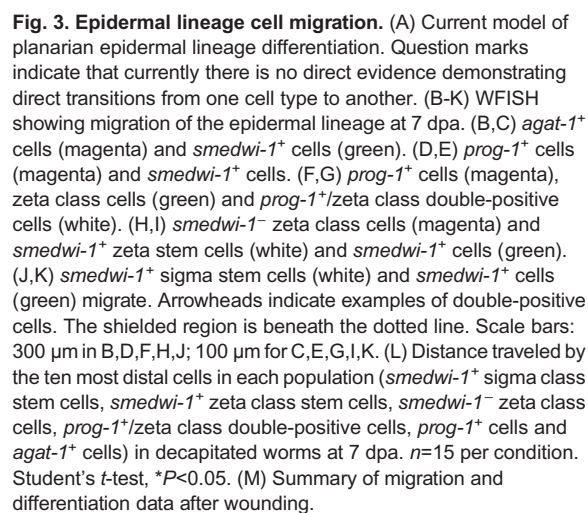 Fig. 3. Epidermal lineage cell migration. (A) Current model of
planarian epidermal lineage differentiation. Question marks
indicate that currently there is no direct evidence demonstrating
direct transitions from one cell type to another. (B-K) WFISH
showing migration of the epidermal lineage at 7 dpa. (B,C) agat-1⁺
cells (magenta) and smedwi-1⁺ cells (green). (D,E) prog-1⁺ cells
(magenta) and smedwi-1⁺ cells. (F,G) prog-1⁺ cells (magenta),
zeta class cells (green) and prog-1⁺/zeta class double-positive
cells (white). (H,I) smedwi-1⁻ zeta class cells (magenta) and
smedwi-1⁺ zeta stem cells (white) and smedwi-1⁺ cells (green).
(J,K) smedwi-1⁺ sigma stem cells (white) and smedwi-1⁺ cells
(green) migrate. Arrowheads indicate examples of double-positive
cells. The shielded region is beneath the dotted line. Scale bars:
300 µm in B,D,F,H,J; 100 µm for C,E,G,I,K. (L) Distance traveled by
the ten most distal cells in each population (smedwi-1⁺ sigma class
stem cells, smedwi-1⁺ zeta class stem cells, smedwi-1⁻ zeta class
cells, prog-1⁺/zeta class double-positive cells, prog-1⁺ cells and
agat-1⁺ cells) in decapitated worms at 7 dpa. n=15 per condition.
Student's t-test, *P<0.05. (M) Summary of migration and
differentiation data after wounding.